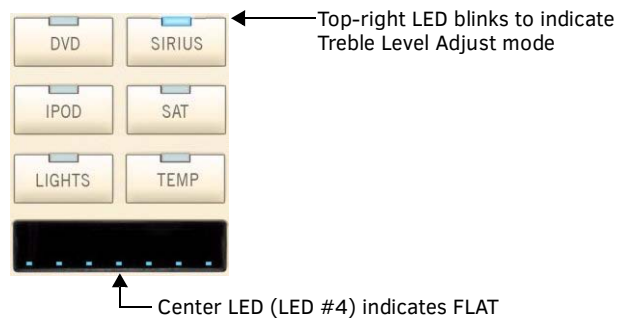 Top-right LED blinks to indicate
Treble Level Adjust mode
DVD SIRIUS
IPOD SAT
LIGHTS TEMP
Center LED (LED #4) indicates FLAT